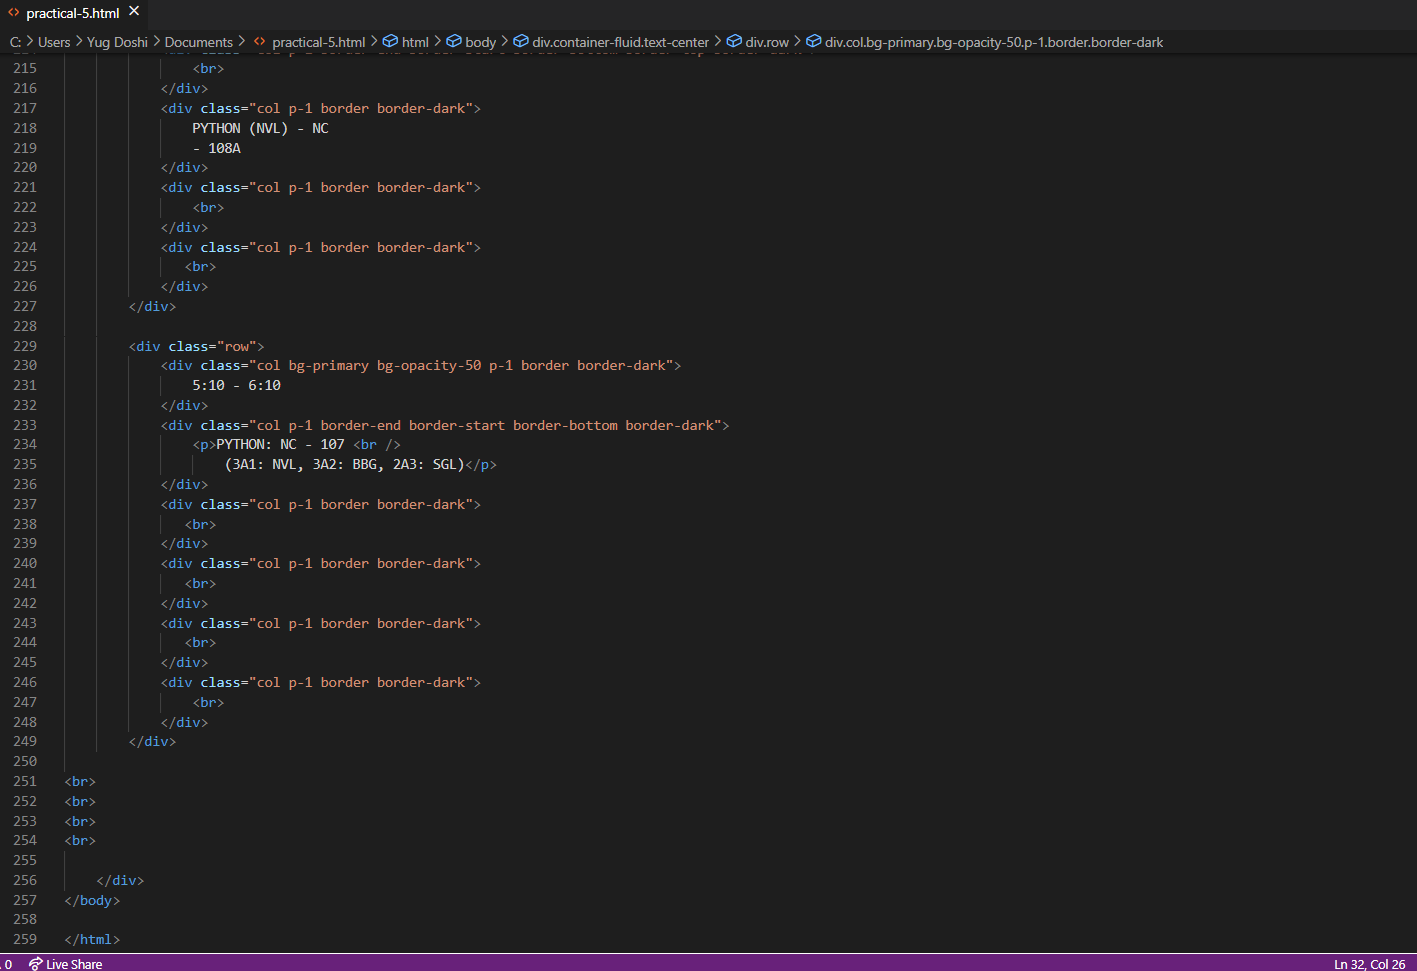 practical-5.html
C: > Users > Yug Doshi > Documents > practical-5.html > html > body > div.container-fluid.text-center > div.row > div.col.bg-primary.bg-opacity-50.p-1.border.border-dark
215 <br>
216 </div>
217 <div class="col p-1 border border-dark">
218 PYTHON (NVL) - NC
219 - 108A
220 </div>
221 <div class="col p-1 border border-dark">
222 <br>
223 </div>
224 <div class="col p-1 border border-dark">
225 <br>
226 </div>
227 </div>
228
229 <div class="row">
230 <div class="col bg-primary bg-opacity-50 p-1 border border-dark">
231 5:10 - 6:10
232 </div>
233 <div class="col p-1 border-end border-start border-bottom border-dark">
234 <p>PYTHON: NC - 107 <br />
235 (3A1: NVL, 3A2: BBG, 2A3: SGL)</p>
236 </div>
237 <div class="col p-1 border border-dark">
238 <br>
239 </div>
240 <div class="col p-1 border border-dark">
241 <br>
242 </div>
243 <div class="col p-1 border border-dark">
244 <br>
245 </div>
246 <div class="col p-1 border border-dark">
247 <br>
248 </div>
249 </div>
250
251 <br>
252 <br>
253 <br>
254 <br>
255
256 </div>
257 </body>
258
259 </html>
0 Live Share Ln 32, Col 26